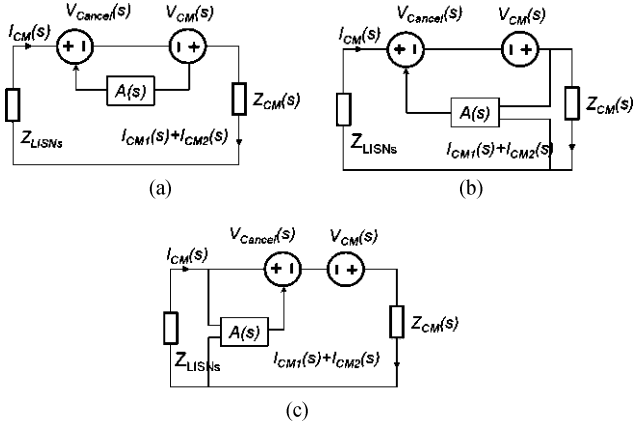 V_Cancel(s) V_CM(s)
I_CM(s)
+ I I +
A(s)
Z_CM(s)
Z_LISNs
I_CM1(s)+I_CM2(s)
(a)
V_Cancel(s) V_CM(s)
I_CM(s)
+ I I +
A(s)
Z_CM(s)
Z_LISNs
I_CM1(s)+I_CM2(s)
(b)
V_Cancel(s) V_CM(s)
I_CM(s)
+ I I +
A(s)
Z_CM(s)
Z_LISNs
I_CM1(s)+I_CM2(s)
(c)